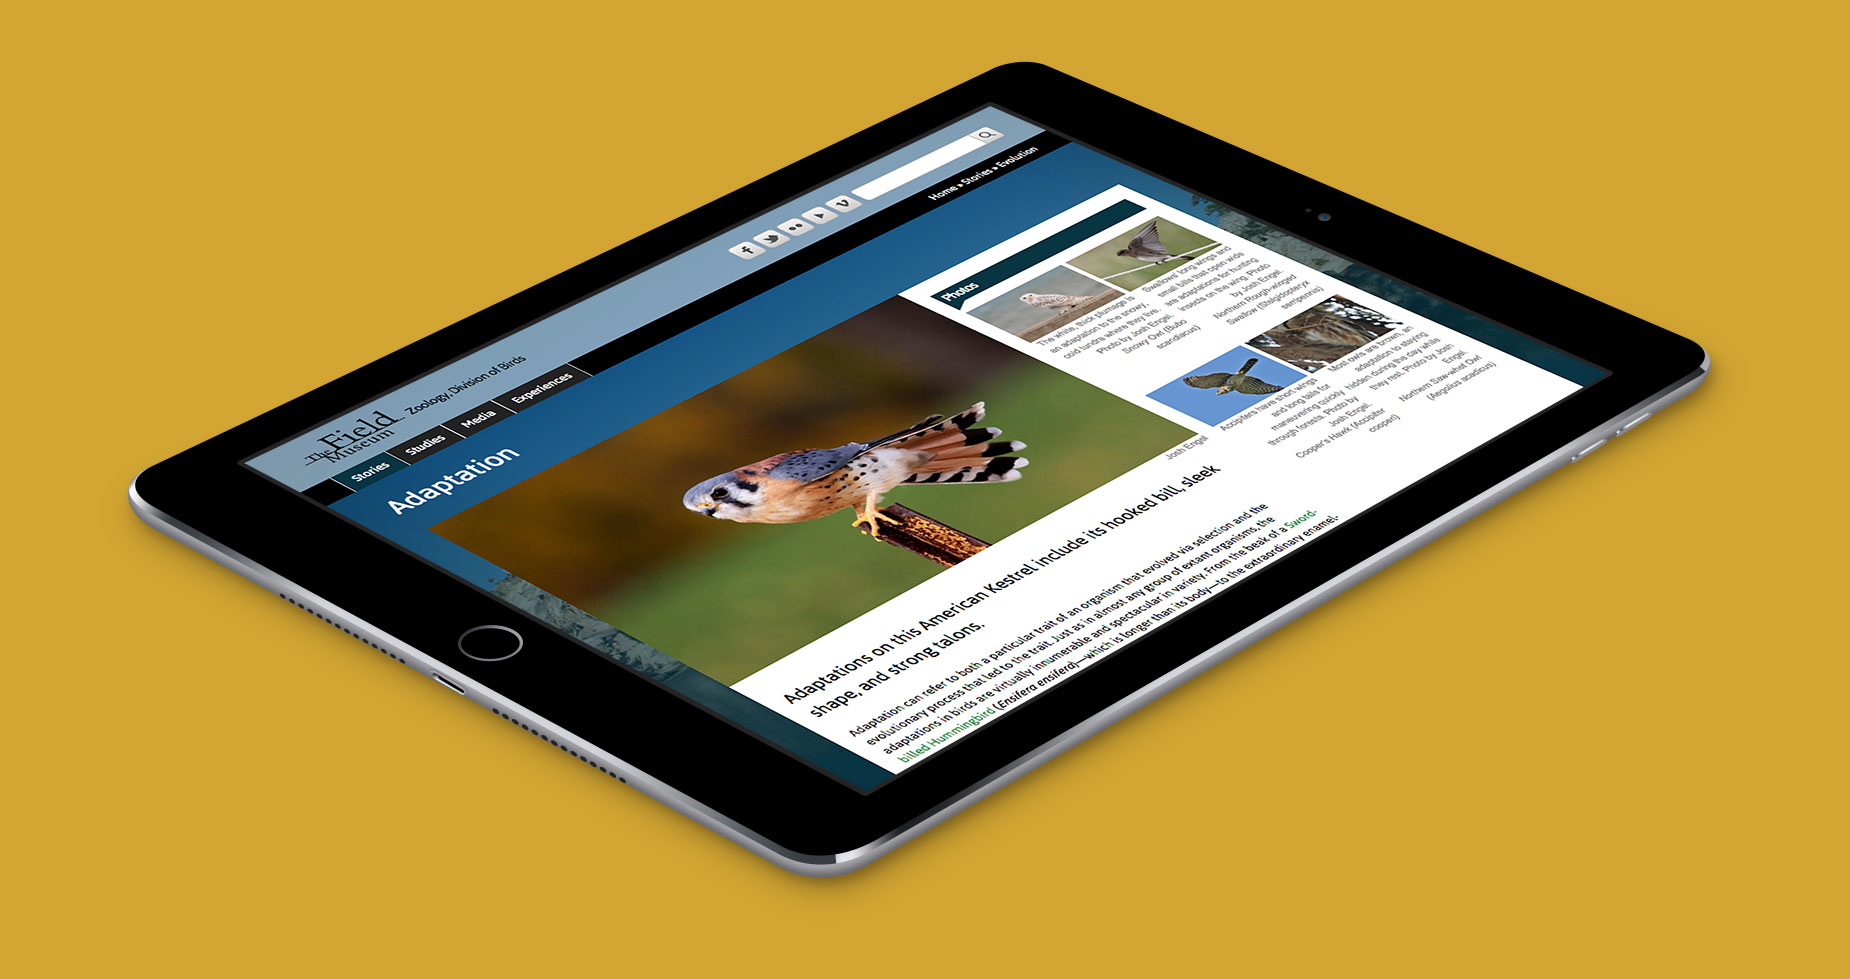 The Field Museum
Zoology, Division of Birds
Home » Stories » Evolution
Stories
Studies
Media
Experiences
Adaptation
Josh Engel
Adaptations on this American Kestrel include its hooked bill, sleek
shape, and strong talons.
Adaptation can refer to both a particular trait of an organism that evolved via selection and the
evolutionary process that led to the trait. Just as in almost any group of extant organisms, the
adaptations in birds are virtually innumerable and spectacular in variety. From the beak of a Sword-
billed Hummingbird (Ensifera ensifera)—which is longer than its body—to the extraordinary enamel-
Photos
The white, thick plumage is
an adaptation to the snowy,
cold tundra where they live.
Photo by Josh Engel.
Snowy Owl (Bubo
scandiacus)
Swallows' long wings and
small bills that open wide
are adaptations for hunting
insects on the wing. Photo
by Josh Engel.
Northern Rough-winged
Swallow (Stelgidopteryx
serripennis)
Accipiters have short wings
and long tails for
maneuvering quickly
through forests. Photo by
Josh Engel.
Cooper's Hawk (Accipiter
cooperi)
Most owls are brown, an
adaptation to staying
hidden during the day while
they rest. Photo by Josh
Engel.
Northern Saw-whet Owl
(Aegolius acadicus)